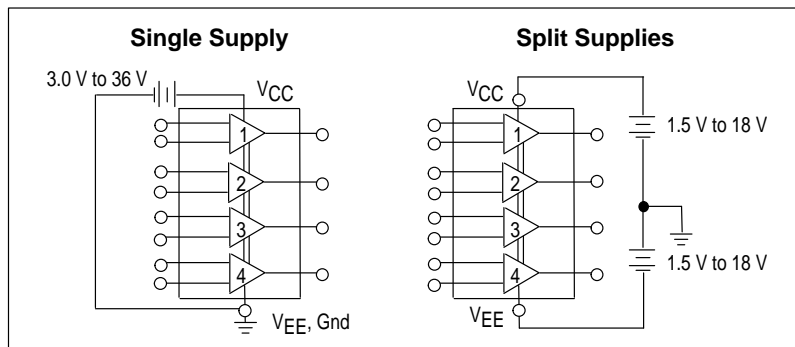 Single Supply
3.0 V to 36 V
VCC
1
2
3
4
VEE, Gnd
Split Supplies
VCC
1
2
3
4
VEE
1.5 V to 18 V
1.5 V to 18 V